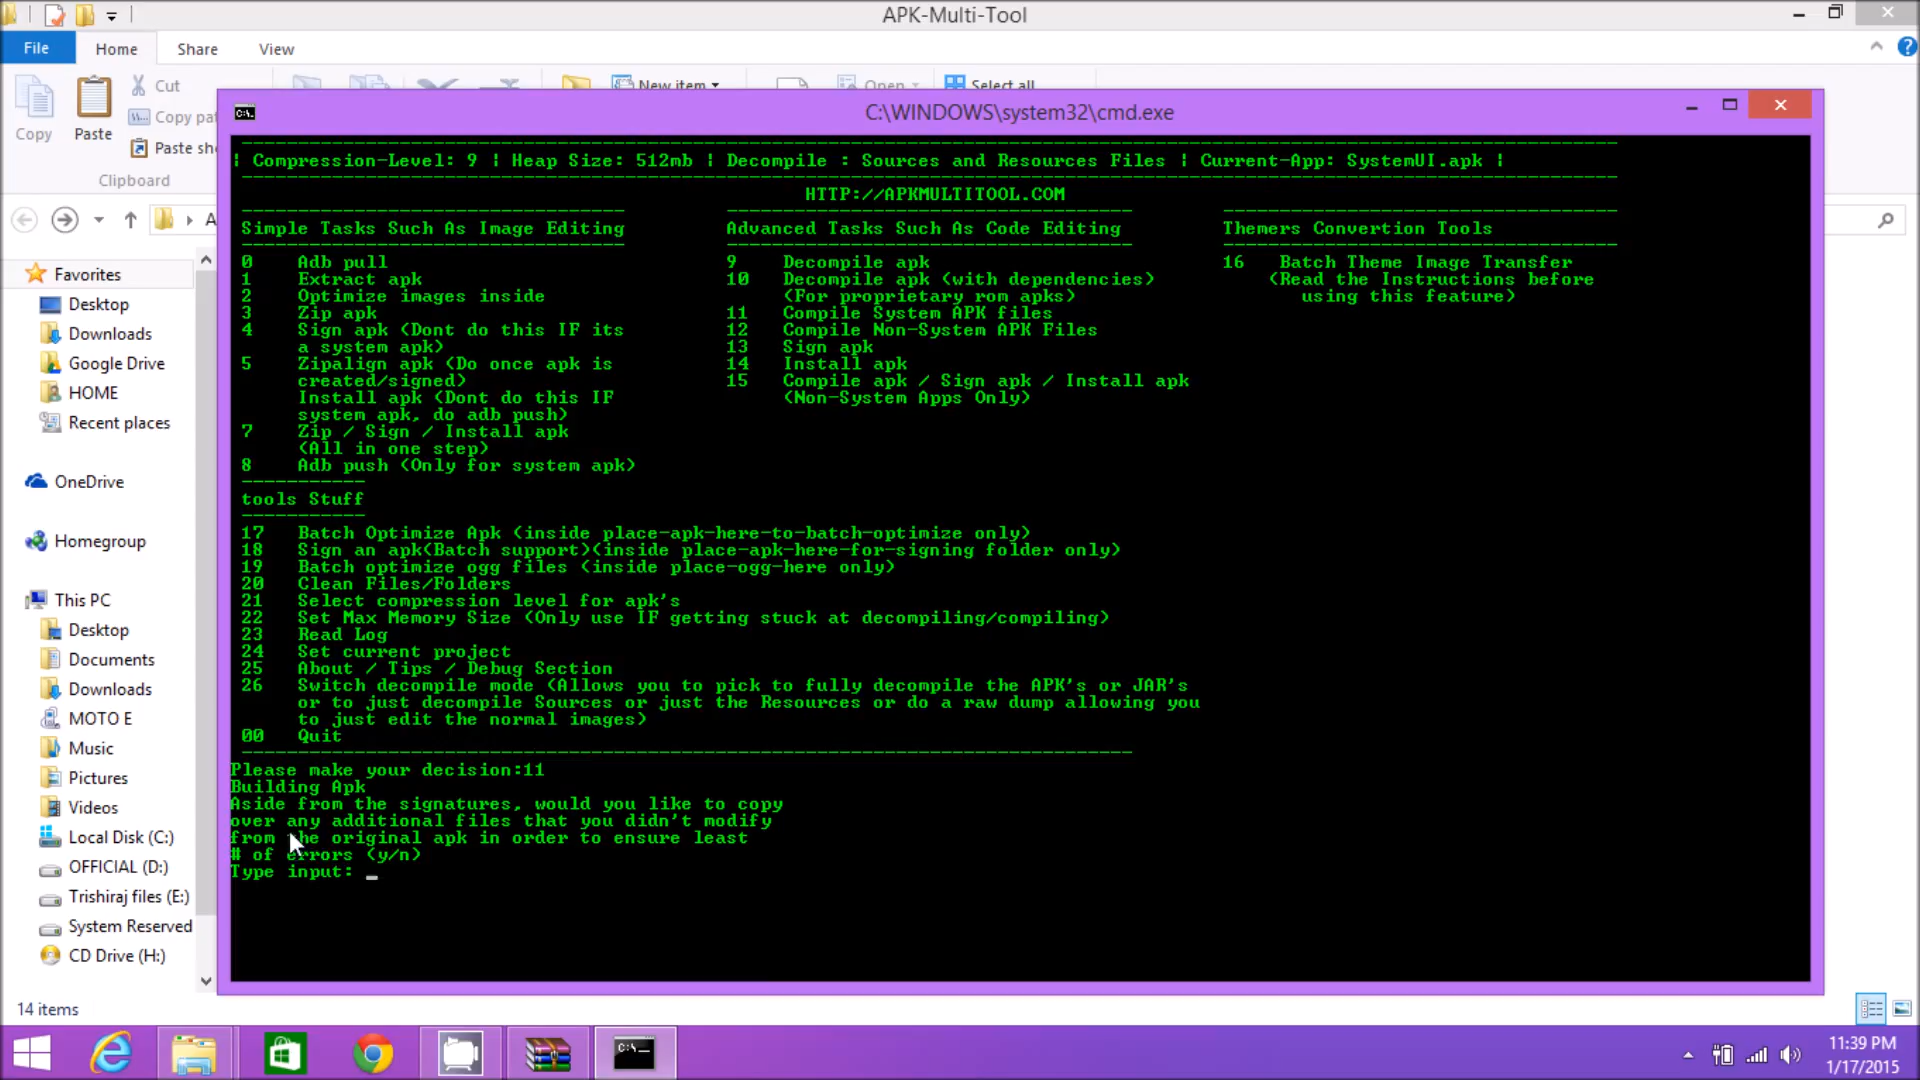 APK-Multi-Tool
File Home Share View
Cut
Copy pa
Paste sh
Copy Paste
Clipboard
New item
Open
Select all
C:\WINDOWS\system32\cmd.exe
| Compression-Level: 9 | Heap Size: 512mb | Decompile : Sources and Resources Files | Current-App: SystemUI.apk |
HTTP://APKMULTITOOL.COM
Simple Tasks Such As Image Editing
0 Adb pull
1 Extract apk
2 Optimize images inside
3 Zip apk
4 Sign apk (Dont do this IF its
a system apk)
5 Zipalign apk (Do once apk is
created/signed)
Install apk (Dont do this IF
system apk, do adb push)
7 Zip / Sign / Install apk
(All in one step)
8 Adb push (Only for system apk)
Advanced Tasks Such As Code Editing
9 Decompile apk
10 Decompile apk (with dependencies)
(For proprietary rom apks)
11 Compile System APK files
12 Compile Non-System APK Files
13 Sign apk
14 Install apk
15 Compile apk / Sign apk / Install apk
(Non-System Apps Only)
Themers Convertion Tools
16 Batch Theme Image Transfer
(Read the Instructions before
using this feature)
tools Stuff
17 Batch Optimize Apk (inside place-apk-here-to-batch-optimize only)
18 Sign an apk(Batch support)(inside place-apk-here-for-signing folder only)
19 Batch optimize ogg files (inside place-ogg-here only)
20 Clean Files/Folders
21 Select compression level for apk's
22 Set Max Memory Size (Only use IF getting stuck at decompiling/compiling)
23 Read Log
24 Set current project
25 About / Tips / Debug Section
26 Switch decompile mode (Allows you to pick to fully decompile the APK's or JAR's
or to just decompile Sources or just the Resources or do a raw dump allowing you
to just edit the normal images)
00 Quit
Please make your decision:11
Building Apk
Aside from the signatures, would you like to copy
over any additional files that you didn't modify
from the original apk in order to ensure least
# of errors (y/n)
Type input: _
A
Favorites
Desktop
Downloads
Google Drive
HOME
Recent places
OneDrive
Homegroup
This PC
Desktop
Documents
Downloads
MOTO E
Music
Pictures
Videos
Local Disk (C:)
OFFICIAL (D:)
Trishiraj files (E:)
System Reserved
CD Drive (H:)
14 items
11:39 PM
1/17/2015